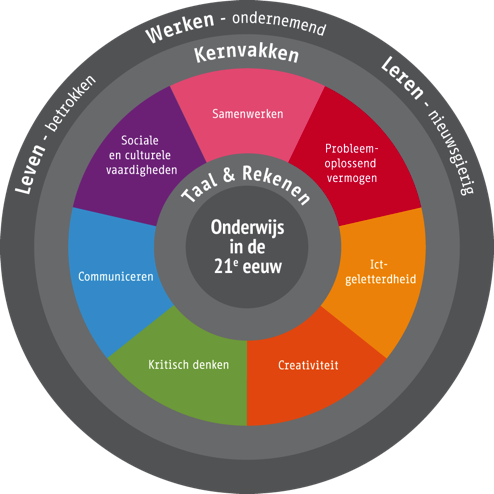 Werken - ondernemend
Leven - betrokken
Leren - nieuwsgierig
Kernvakken
Samenwerken
Sociale
en culturele
vaardigheden
Probleem-
oplossend
vermogen
Taal & Rekenen
Onderwijs
in de
21e eeuw
Communiceren
Ict-
geletterdheid
Kritisch denken
Creativiteit